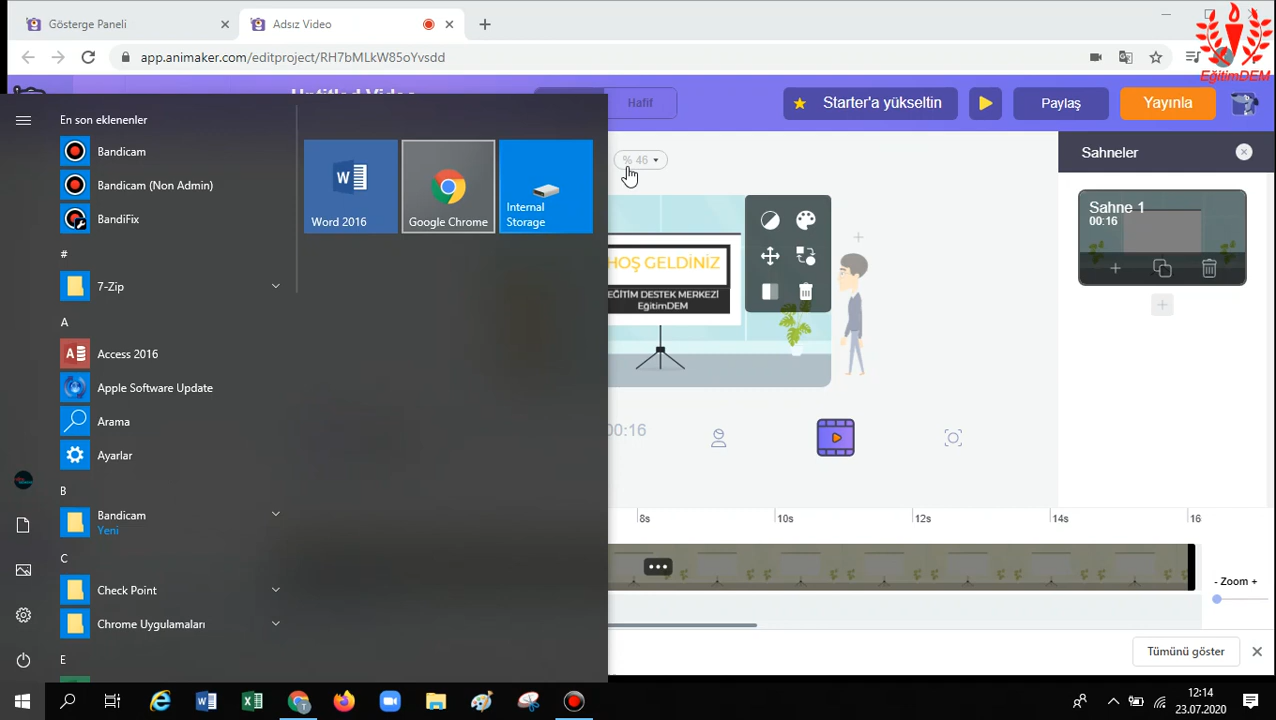 Gösterge Paneli
Adsız Video
EğitimDEM
app.animaker.com/editproject/RH7bMLkW85oYvsdd
Untitled Video
Hafif
Starter'a yükseltin
Paylaş
Yayınla
En son eklenenler
Bandicam
Bandicam (Non Admin)
BandiFix
#
7-Zip
A
Access 2016
Apple Software Update
Arama
Ayarlar
B
Bandicam
Yeni
C
Check Point
Chrome Uygulamaları
E
Word 2016
Google Chrome
Internal
Storage
% 46
HOŞ GELDİNİZ
EĞİTİM DESTEK MERKEZİ
EğitimDEM
00:16
Sahneler
Sahne 1
00:16
8s
10s
12s
14s
16
- Zoom +
Tümünü göster
12:14
23.07.2020